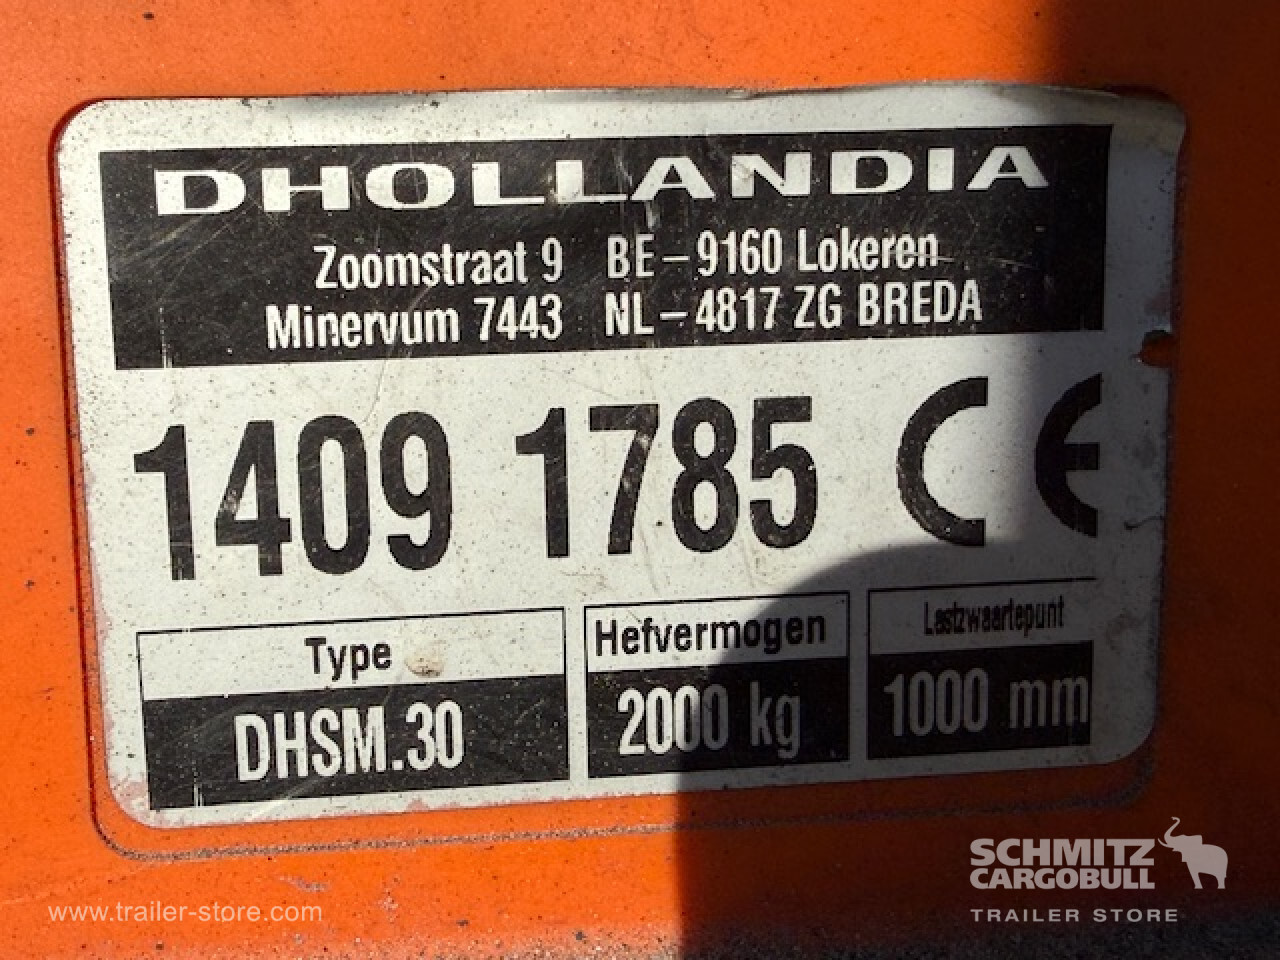 DHOLLANDIA
Zoomstraat 9 BE-9160 Lokeren
Minervum 7443 NL-4817 ZG BREDA
1409 1785 CE
Type Hefvermogen Lastzwaartepunt
DHSM.30 2000 kg 1000 mm
SCHMITZ
CARGOBULL
TRAILER STORE
www.trailer-store.com